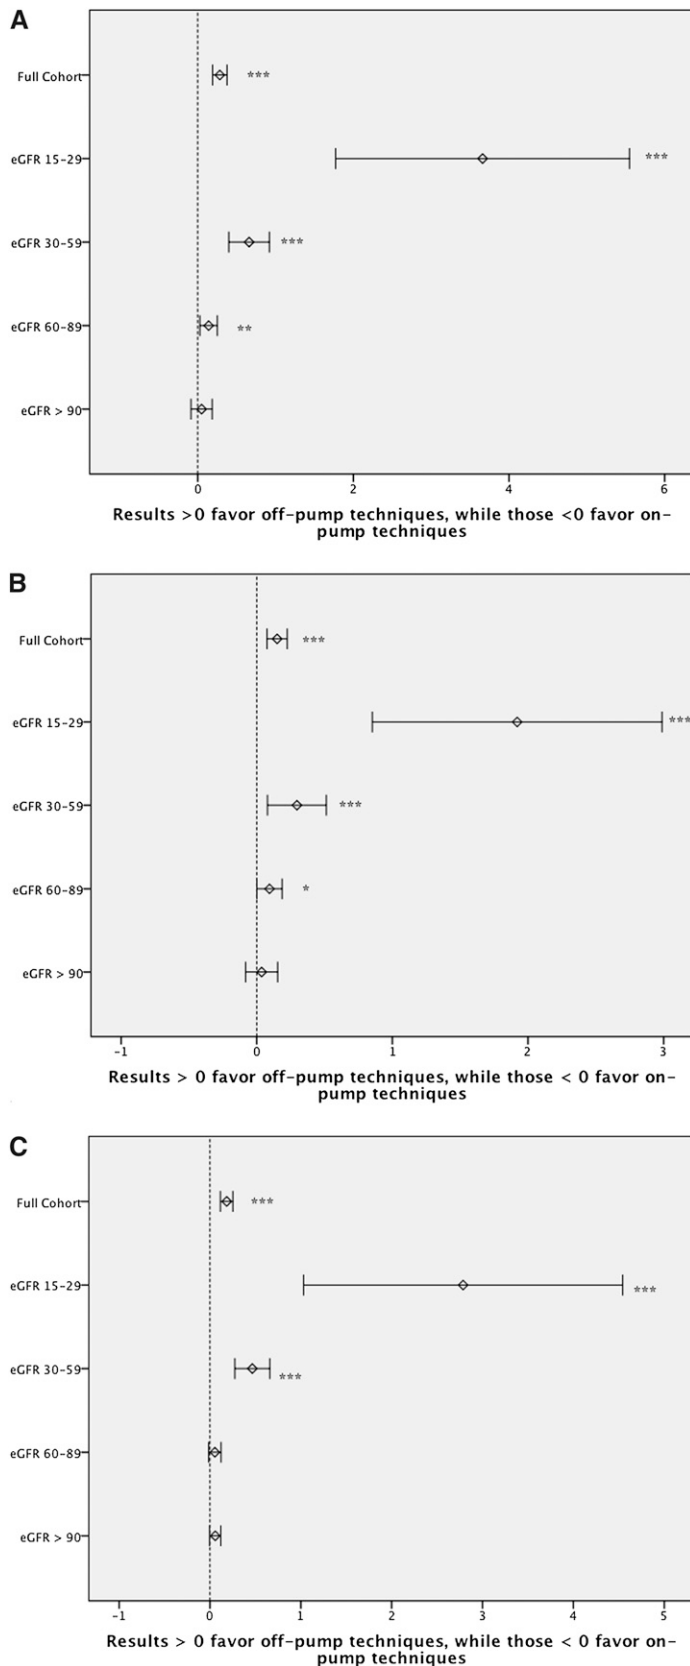 A
Full Cohort
***
eGFR 15-29
***
eGFR 30-59
***
eGFR 60-89
**
eGFR > 90
0 2 4 6
Results >0 favor off-pump techniques, while those <0 favor on-
pump techniques
B
Full Cohort
***
eGFR 15-29
***
eGFR 30-59
***
eGFR 60-89
*
eGFR > 90
-1 0 1 2 3
Results > 0 favor off-pump techniques, while those < 0 favor on-
pump techniques
C
Full Cohort
***
eGFR 15-29
***
eGFR 30-59
***
eGFR 60-89
eGFR > 90
-1 0 1 2 3 4 5
Results > 0 favor off-pump techniques, while those < 0 favor on-
pump techniques